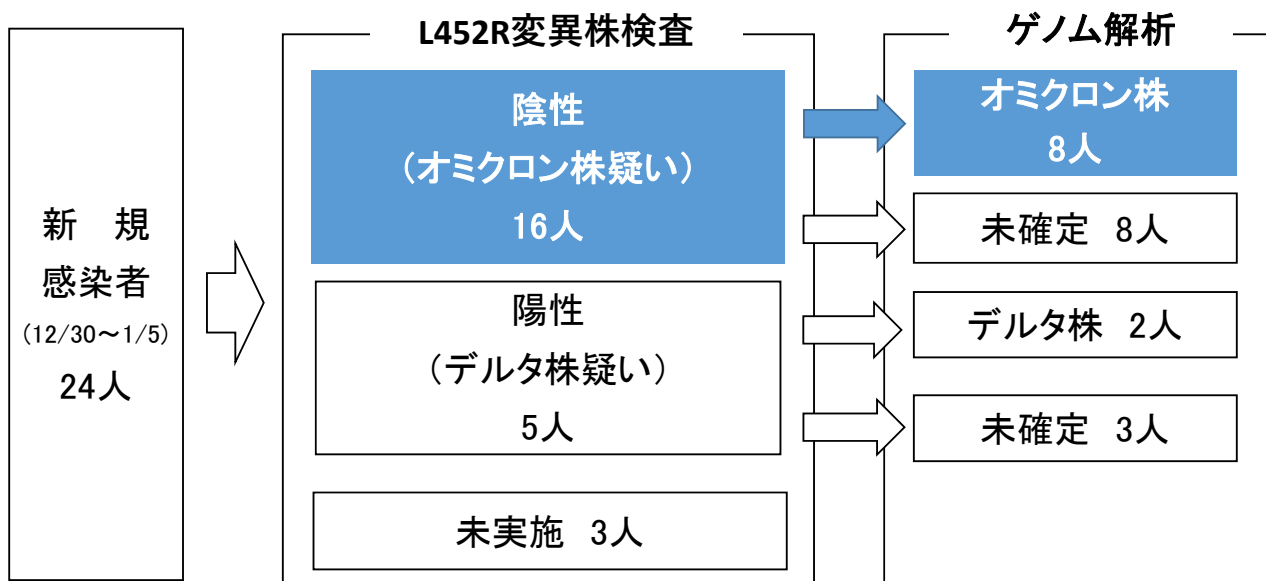 新　規
感染者
(12/30～1/5)
24人
L452R変異株検査
陰性
（オミクロン株疑い）
16人
陽性
（デルタ株疑い）
5人
未実施　3人
ゲノム解析
オミクロン株
8人
未確定　8人
デルタ株　2人
未確定　3人